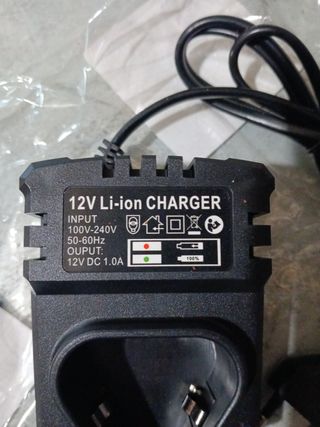 12V Li-ion CHARGER
INPUT
100V-240V
50-60Hz
OUPUT:
12V DC 1.0A
100%